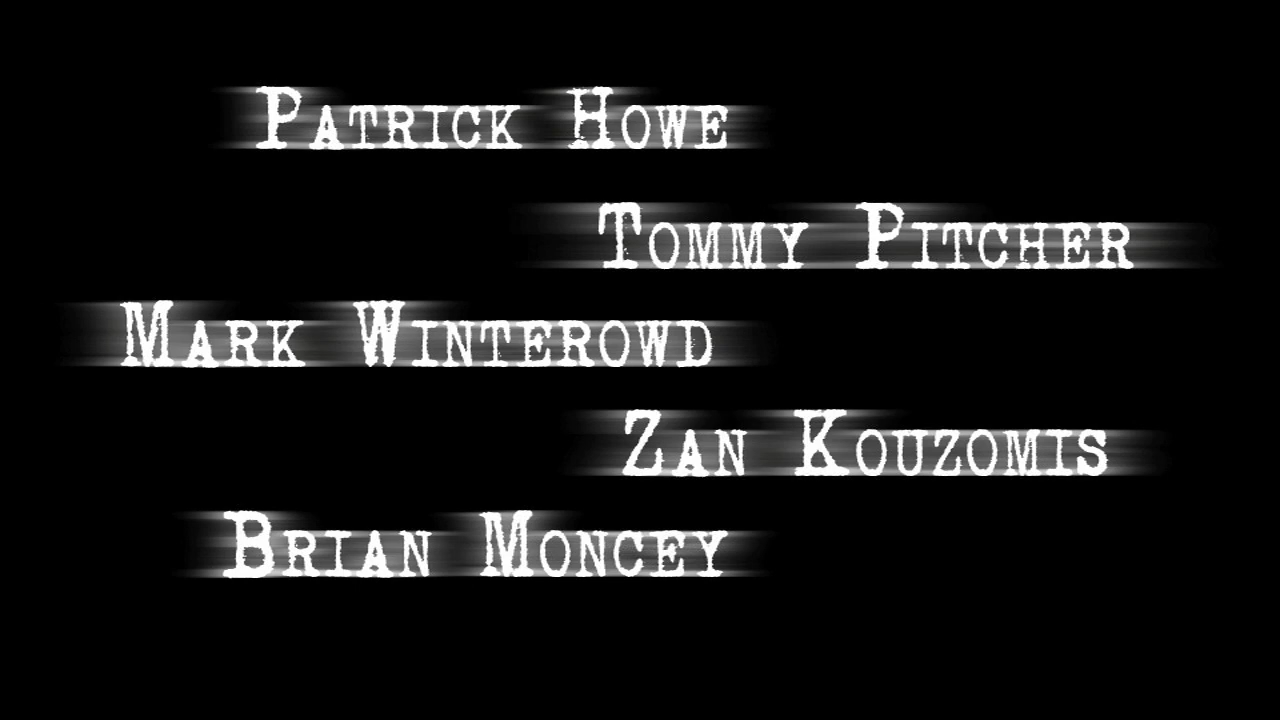 Patrick Howe
Tommy Pitcher
Mark Winterowd
Zan Kouzomis
Brian Moncey